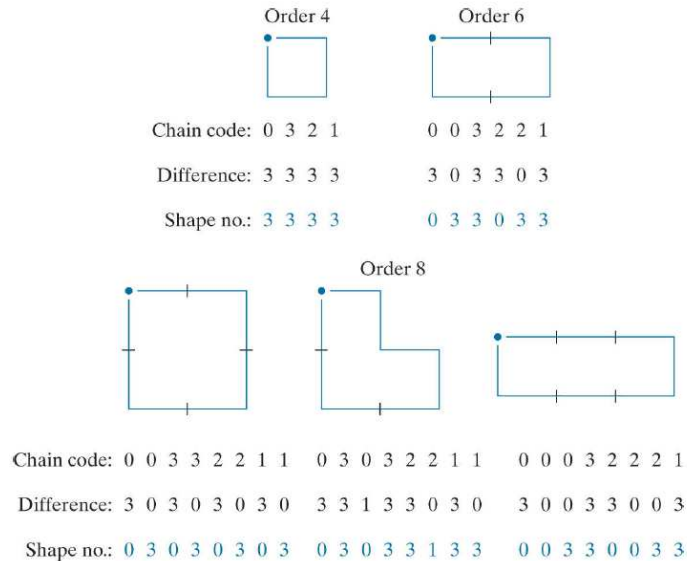 Order 4 Order 6
Chain code: 0 3 2 1 0 0 3 2 2 1
Difference: 3 3 3 3 3 0 3 3 0 3
Shape no.: 3 3 3 3 0 3 3 0 3 3
Order 8
Chain code: 0 0 3 3 2 2 1 1 0 3 0 3 2 2 1 1 0 0 0 3 2 2 2 1
Difference: 3 0 3 0 3 0 3 0 3 3 1 3 3 0 3 0 3 0 0 3 3 0 0 3
Shape no.: 0 3 0 3 0 3 0 3 0 3 0 3 3 1 3 3 0 0 3 3 0 0 3 3